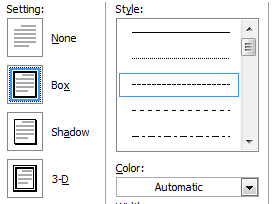 Setting:
None
Box
Shadow
3-D
Style:
Color:
Automatic